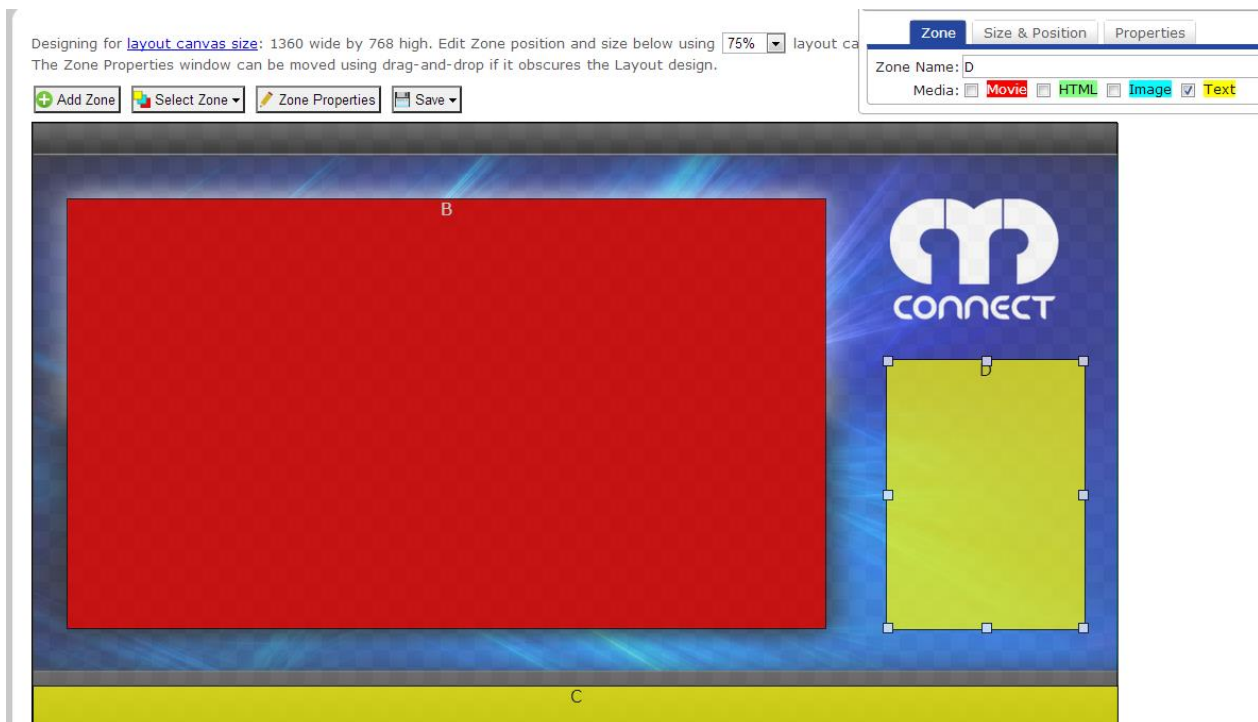 Designing for layout canvas size: 1360 wide by 768 high. Edit Zone position and size below using 75% layout ca
The Zone Properties window can be moved using drag-and-drop if it obscures the Layout design.
Add Zone Select Zone Zone Properties Save
Zone Size & Position Properties
Zone Name: D
Media: Movie HTML Image Text
B
CONNECT
D
C